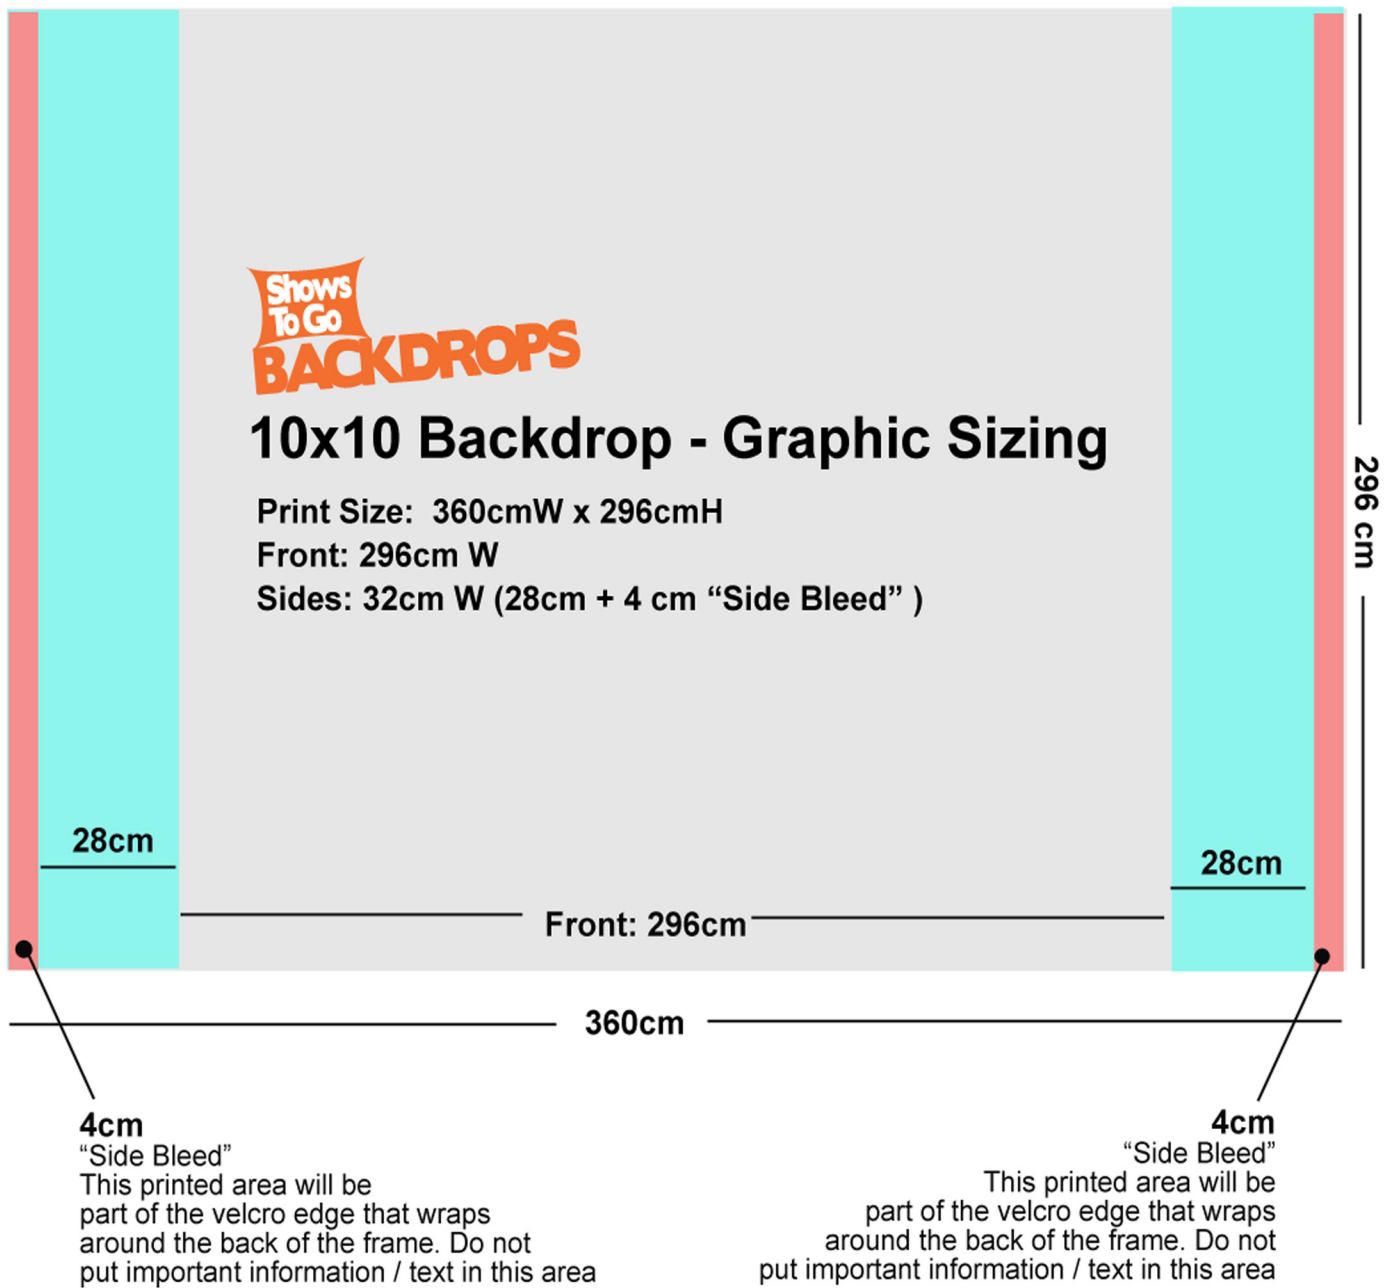 Shows
To Go
BACKDROPS
10x10 Backdrop - Graphic Sizing
Print Size: 360cmW x 296cmH
Front: 296cm W
Sides: 32cm W (28cm + 4 cm “Side Bleed” )
296 cm
28cm
28cm
Front: 296cm
360cm
4cm
“Side Bleed”
This printed area will be
part of the velcro edge that wraps
around the back of the frame. Do not
put important information / text in this area
4cm
“Side Bleed”
This printed area will be
part of the velcro edge that wraps
around the back of the frame. Do not
put important information / text in this area